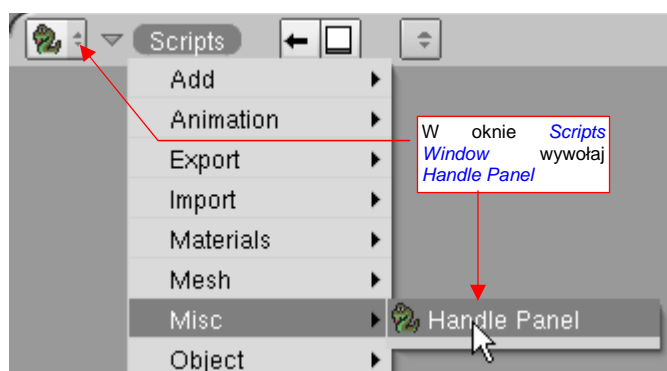 Scripts
Add
Animation
Export
Import
Materials
Mesh
Misc
Object
W oknie Scripts
Window wywołaj
Handle Panel
Handle Panel